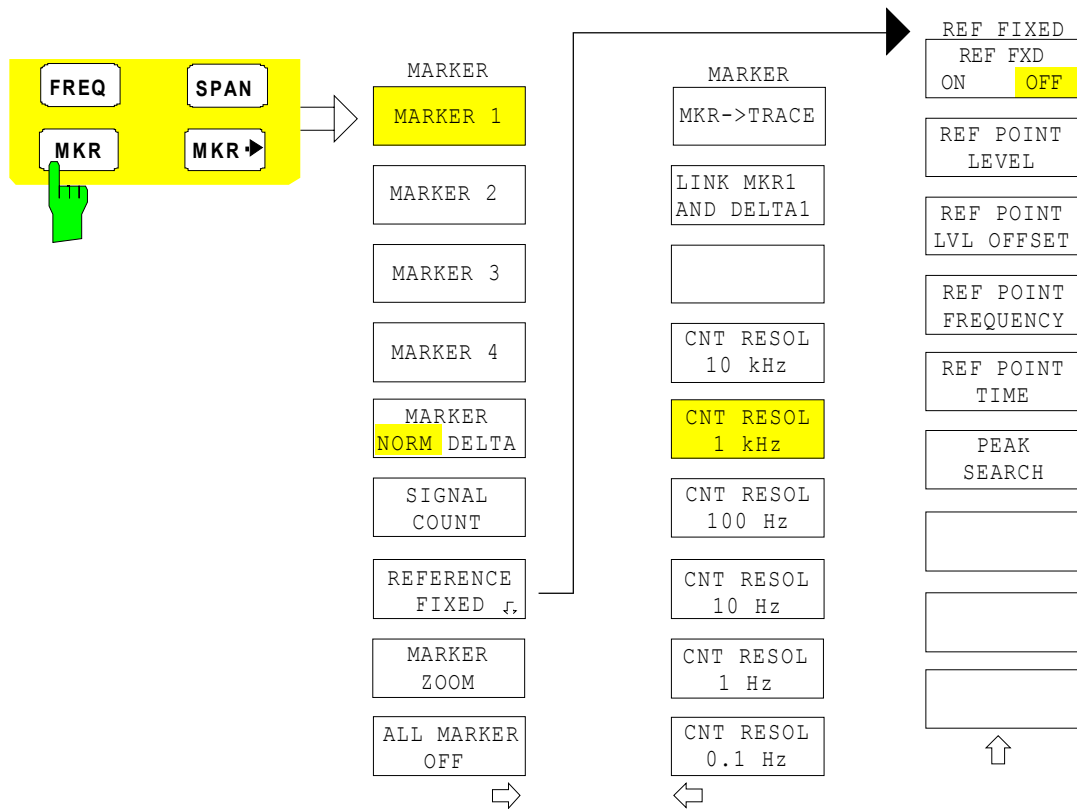 FREQ
SPAN
MKR
MKR
MARKER
MARKER 1
MARKER 2
MARKER 3
MARKER 4
MARKER
NORM DELTA
SIGNAL
COUNT
REFERENCE
FIXED
MARKER
ZOOM
ALL MARKER
OFF
MARKER
MKR->TRACE
LINK MKR1
AND DELTA1
CNT RESOL
10 kHz
CNT RESOL
1 kHz
CNT RESOL
100 Hz
CNT RESOL
10 Hz
CNT RESOL
1 Hz
CNT RESOL
0.1 Hz
REF FIXED
REF FXD
ON OFF
REF POINT
LEVEL
REF POINT
LVL OFFSET
REF POINT
FREQUENCY
REF POINT
TIME
PEAK
SEARCH